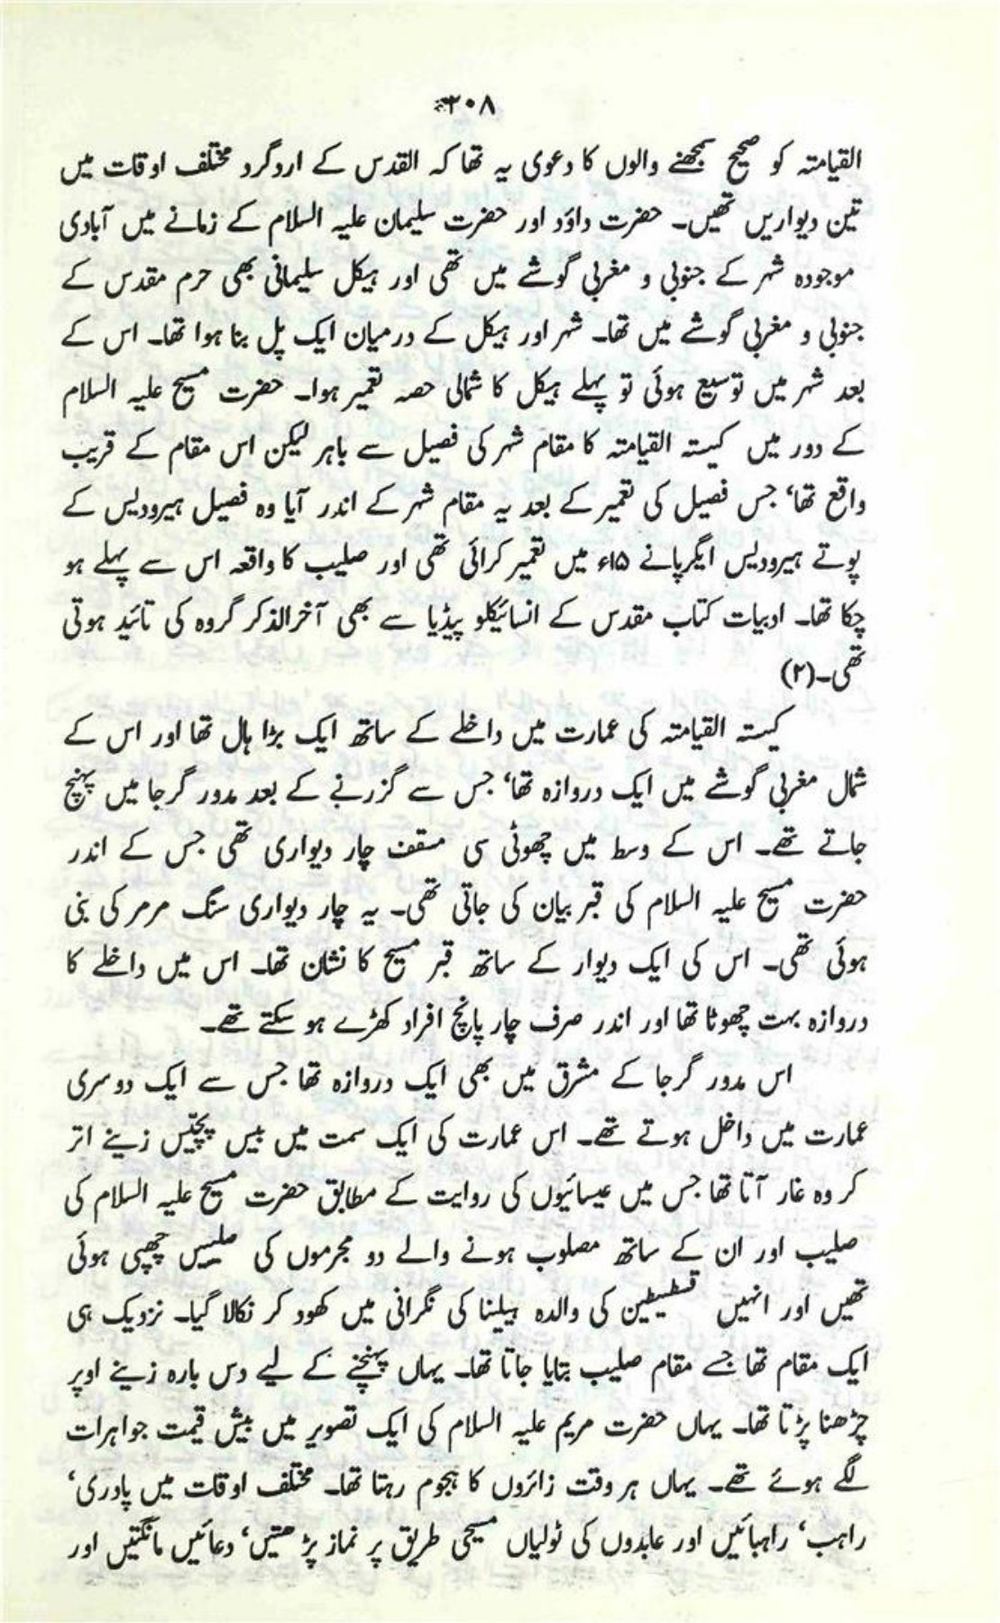 ۳۰۸
القیامتہ کو صحیح سمجھنے والوں کا دعوی یہ تھا کہ القدس کے اردگرد مختلف اوقات میں
تین دیواریں تھیں۔ حضرت داؤد اور حضرت سلیمان علیہ السلام کے زمانے میں آبادی
موجودہ شہر کے جنوبی و مغربی گوشے میں تھی اور ہیکل سلیمانی بھی حرم مقدس کے
جنوبی و مغربی گوشے میں تھا۔ شہر اور ہیکل کے درمیان ایک پل بنا ہوا تھا۔ اس کے
بعد شہر میں توسیع ہوئی تو پہلے ہیکل کا شمالی حصہ تعمیر ہوا۔ حضرت مسیح علیہ السلام
کے دور میں کیستہ القیامتہ کا مقام شہر کی فصیل سے باہر لیکن اس مقام کے قریب
واقع تھا‘ جس فصیل کی تعمیر کے بعد یہ مقام شہر کے اندر آیا وہ فصیل ہیرودیس کے
پوتے ہیرودیس ایگرپا نے ۱۵ء میں تعمیر کرائی تھی اور صلیب کا واقعہ اس سے پہلے ہو
چکا تھا۔ ادبیات کتاب مقدس کے انسائیکلو پیڈیا سے بھی آخرالذکر گروہ کی تائید ہوتی
تھی۔(۲)
کیستہ القیامتہ کی عمارت میں داخلے کے ساتھ ایک بڑا ہال تھا اور اس کے
شمال مغربی گوشے میں ایک دروازہ تھا‘ جس سے گزرنے کے بعد مدور گرجا میں پہنچ
جاتے تھے۔ اس کے وسط میں چھوٹی سی مسقف چار دیواری تھی جس کے اندر
حضرت مسیح علیہ السلام کی قبر بیان کی جاتی تھی۔ یہ چار دیواری سنگ مرمر کی بنی
ہوئی تھی۔ اس کی ایک دیوار کے ساتھ قبر مسیح کا نشان تھا۔ اس میں داخلے کا
دروازہ بہت چھوٹا تھا اور اندر صرف چار پانچ افراد کھڑے ہو سکتے تھے۔
اس مدور گرجا کے مشرق میں بھی ایک دروازہ تھا جس سے ایک دوسری
عمارت میں داخل ہوتے تھے۔ اس عمارت کی ایک سمت میں بیس پچیس زینے اتر
کر وہ غار آتا تھا جس میں عیسائیوں کی روایت کے مطابق حضرت مسیح علیہ السلام کی
صلیب اور ان کے ساتھ مصلوب ہونے والے دو مجرموں کی صلیبیں چھپی ہوئی
تھیں اور انہیں قسطنطین کی والدہ ہیلنا کی نگرانی میں کھود کر نکالا گیا۔ نزدیک ہی
ایک مقام تھا جسے مقام صلیب بتایا جاتا تھا۔ یہاں پہنچنے کے لیے دس بارہ زینے اوپر
چڑھنا پڑتا تھا۔ یہاں حضرت مریم علیہ السلام کی ایک تصویر میں بیش قیمت جواہرات
لگے ہوئے تھے۔ یہاں ہر وقت زائروں کا ہجوم رہتا تھا۔ مختلف اوقات میں پادری‘
راہب‘ راہبائیں اور عابدوں کی ٹولیاں مسیحی طریق پر نماز پڑھتیں‘ دعائیں مانگتیں اور